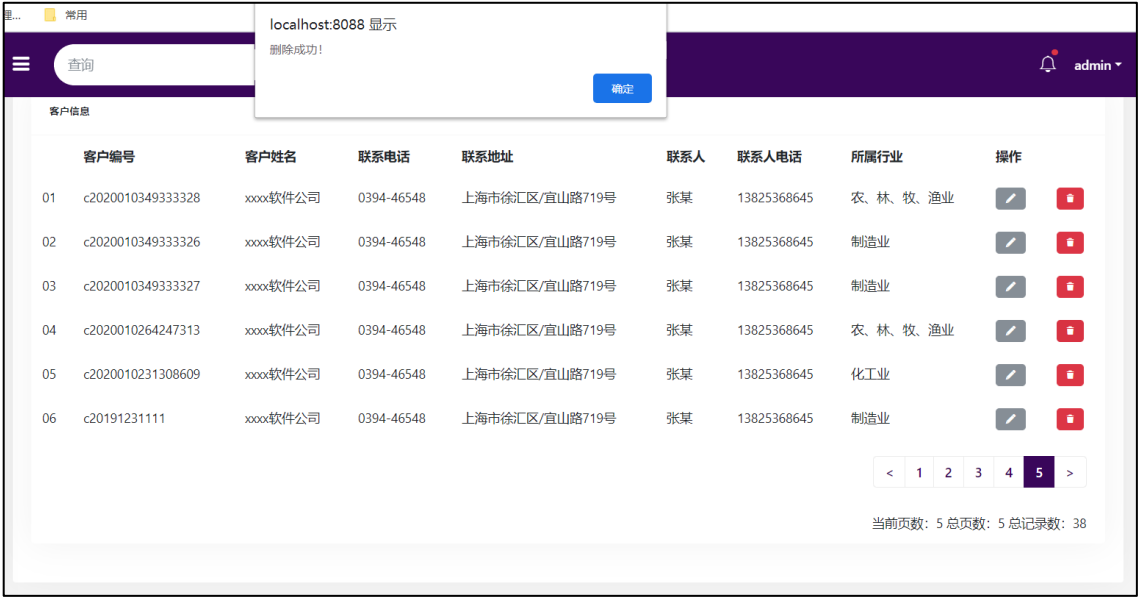 理... 常用
localhost:8088 显示
删除成功!
确定
查询
admin
客户信息
客户编号 客户姓名 联系电话 联系地址 联系人 联系人电话 所属行业 操作
01 c2020010349333328 xxxx软件公司 0394-46548 上海市徐汇区/宜山路719号 张某 13825368645 农、林、牧、渔业
02 c2020010349333326 xxxx软件公司 0394-46548 上海市徐汇区/宜山路719号 张某 13825368645 制造业
03 c2020010349333327 xxxx软件公司 0394-46548 上海市徐汇区/宜山路719号 张某 13825368645 制造业
04 c2020010264247313 xxxx软件公司 0394-46548 上海市徐汇区/宜山路719号 张某 13825368645 农、林、牧、渔业
05 c2020010231308609 xxxx软件公司 0394-46548 上海市徐汇区/宜山路719号 张某 13825368645 化工业
06 c20191231111 xxxx软件公司 0394-46548 上海市徐汇区/宜山路719号 张某 13825368645 制造业
< 1 2 3 4 5 >
当前页数: 5 总页数: 5 总记录数: 38